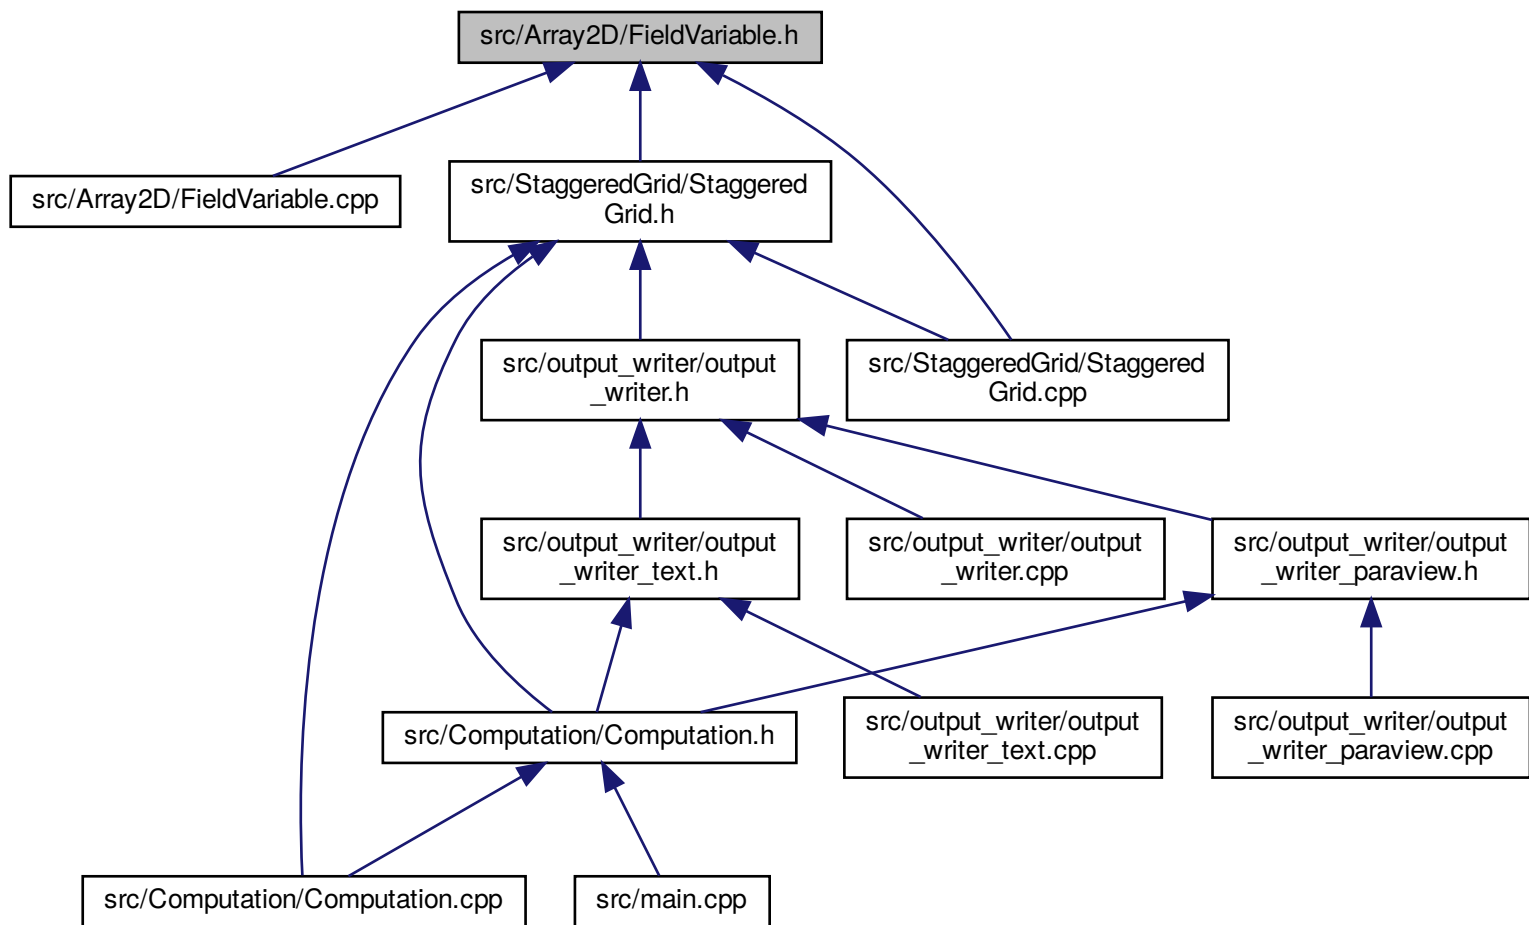 src/Array2D/FieldVariable.h
src/Array2D/FieldVariable.cpp
src/StaggeredGrid/Staggered
Grid.h
src/output_writer/output
_writer.h
src/StaggeredGrid/Staggered
Grid.cpp
src/output_writer/output
_writer_text.h
src/output_writer/output
_writer.cpp
src/output_writer/output
_writer_paraview.h
src/Computation/Computation.h
src/output_writer/output
_writer_text.cpp
src/output_writer/output
_writer_paraview.cpp
src/Computation/Computation.cpp
src/main.cpp